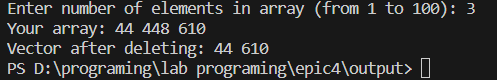 Enter number of elements in array (from 1 to 100): 3
Your array: 44 448 610
Vector after deleting: 44 610
PS D:\programing\lab programing\epic4\output>